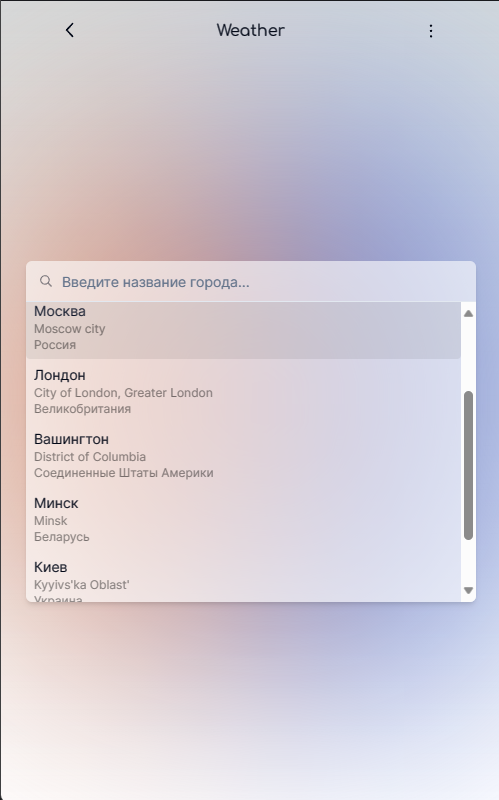 Weather
Введите название города...
Москва
Moscow city
Россия
Лондон
City of London, Greater London
Великобритания
Вашингтон
District of Columbia
Соединенные Штаты Америки
Минск
Minsk
Беларусь
Киев
Kyyivs'ka Oblast'
Украина